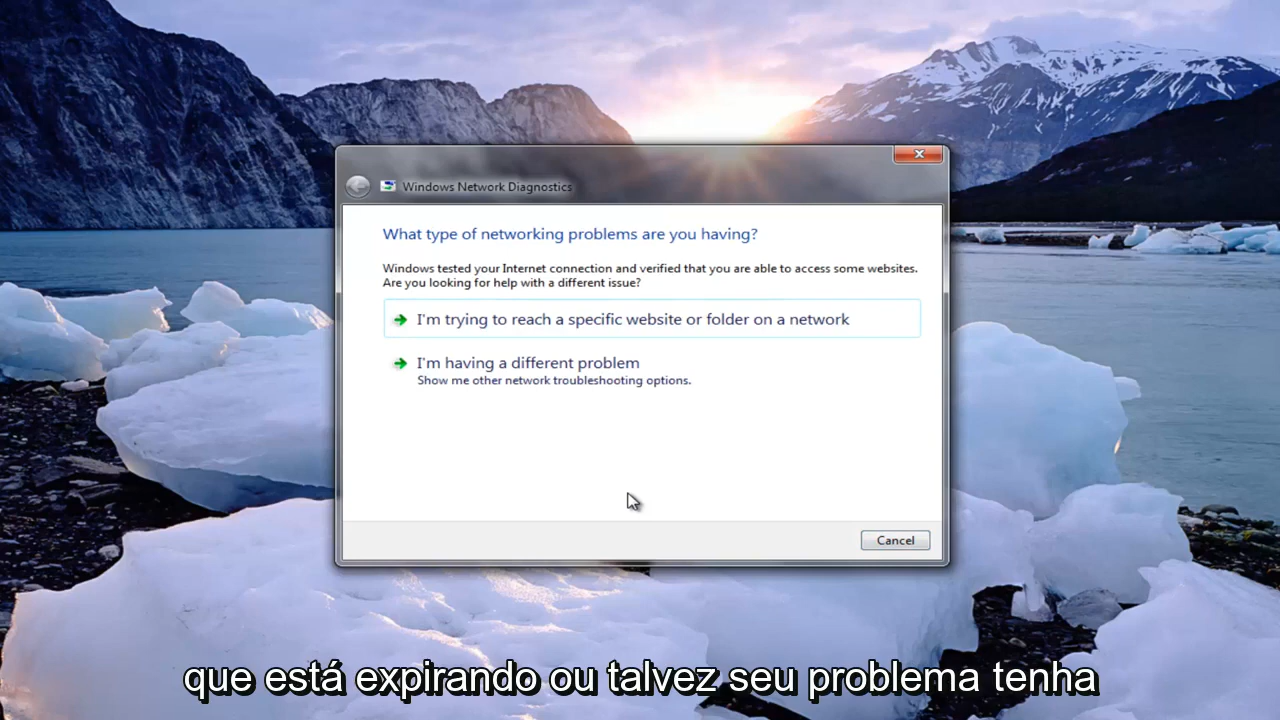 Windows Network Diagnostics
What type of networking problems are you having?
Windows tested your Internet connection and verified that you are able to access some websites.
Are you looking for help with a different issue?
I'm trying to reach a specific website or folder on a network
I'm having a different problem
Show me other network troubleshooting options.
Cancel
que está expirando ou talvez seu problema tenha